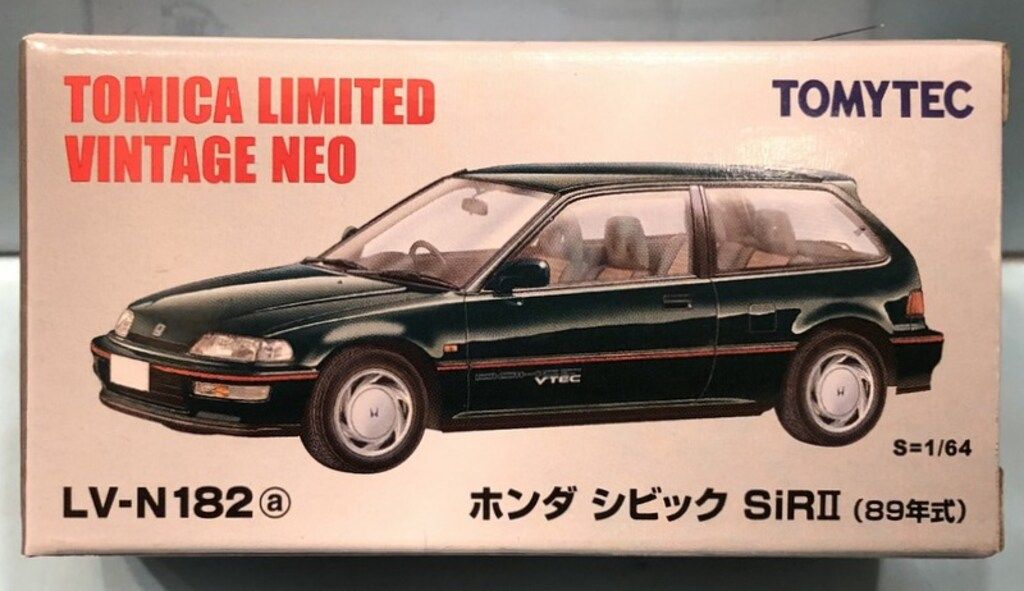 TOMICA LIMITED
VINTAGE NEO
TOMYTEC
VTEC
S=1/64
LV-N182ⓐ
ホンダ シビック SiRⅡ (89年式)